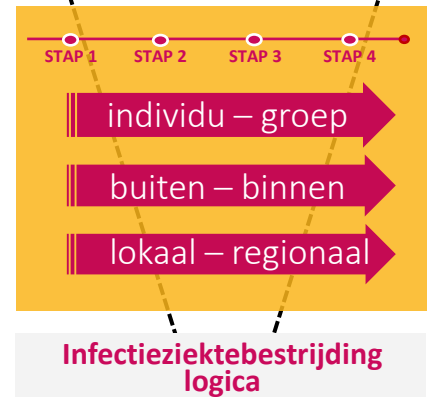 STAP 1 STAP 2 STAP 3 STAP 4
individu – groep
buiten – binnen
lokaal – regionaal
Infectieziektebestrijding
logica